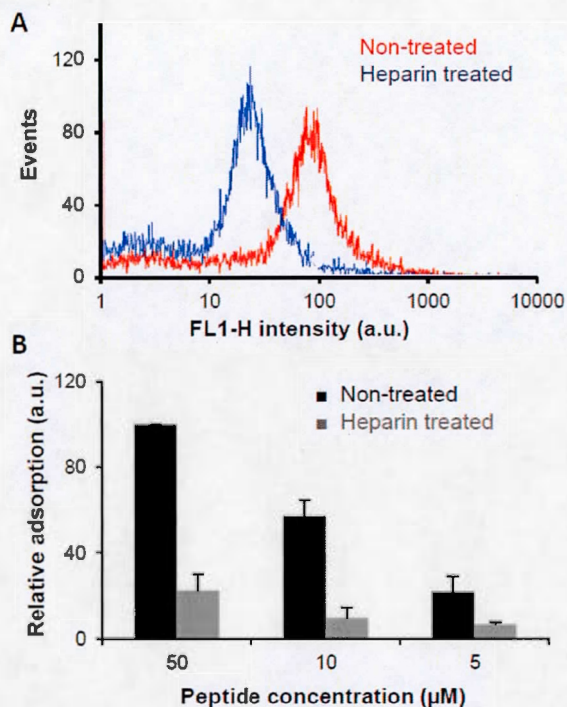 A
Non-treated
Heparin treated
Events
120
80
40
0
1
10
100
1000
10000
FL1-H intensity (a.u.)
B
Relative adsorption (a.u.)
120
80
40
0
Non-treated
Heparin treated
50
10
5
Peptide concentration (µM)